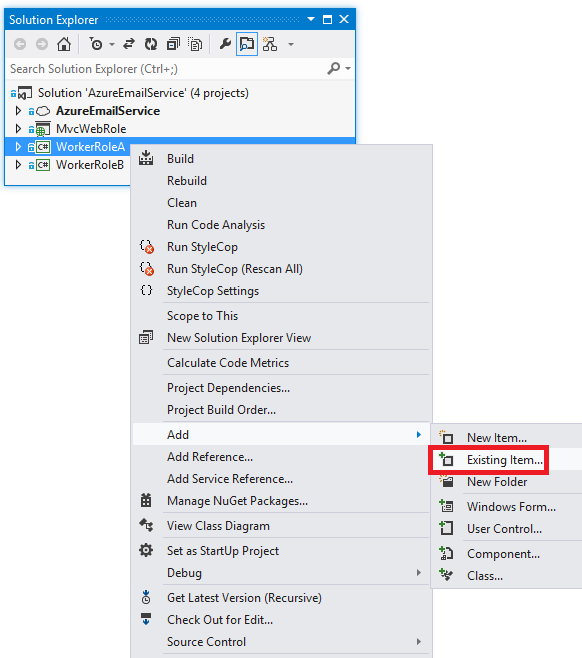 Solution Explorer
Search Solution Explorer (Ctrl+;)
Solution 'AzureEmailService' (4 projects)
AzureEmailService
MvcWebRole
C# WorkerRoleA
C# WorkerRoleB
Build
Rebuild
Clean
Run Code Analysis
Run StyleCop
Run StyleCop (Rescan All)
StyleCop Settings
Scope to This
New Solution Explorer View
Calculate Code Metrics
Project Dependencies...
Project Build Order...
Add
Add Reference...
Add Service Reference...
Manage NuGet Packages...
View Class Diagram
Set as StartUp Project
Debug
Get Latest Version (Recursive)
Check Out for Edit...
Source Control
New Item...
Existing Item...
New Folder
Windows Form...
User Control...
Component...
Class...